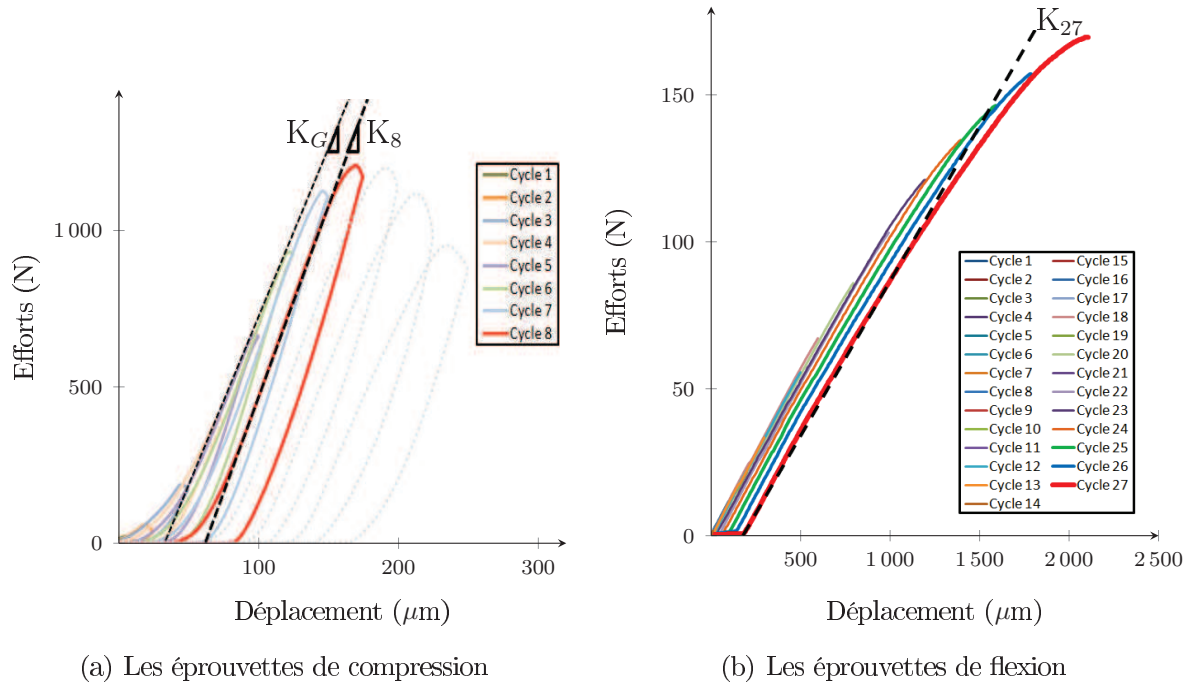 K_G
K_8
1 000
500
0
100
200
300
Efforts (N)
Déplacement (μm)
Cycle 1
Cycle 2
Cycle 3
Cycle 4
Cycle 5
Cycle 6
Cycle 7
Cycle 8
(a) Les éprouvettes de compression
K_27
150
100
50
0
500
1 000
1 500
2 000
2 500
Efforts (N)
Déplacement (μm)
Cycle 1
Cycle 2
Cycle 3
Cycle 4
Cycle 5
Cycle 6
Cycle 7
Cycle 8
Cycle 9
Cycle 10
Cycle 11
Cycle 12
Cycle 13
Cycle 14
Cycle 15
Cycle 16
Cycle 17
Cycle 18
Cycle 19
Cycle 20
Cycle 21
Cycle 22
Cycle 23
Cycle 24
Cycle 25
Cycle 26
Cycle 27
(b) Les éprouvettes de flexion